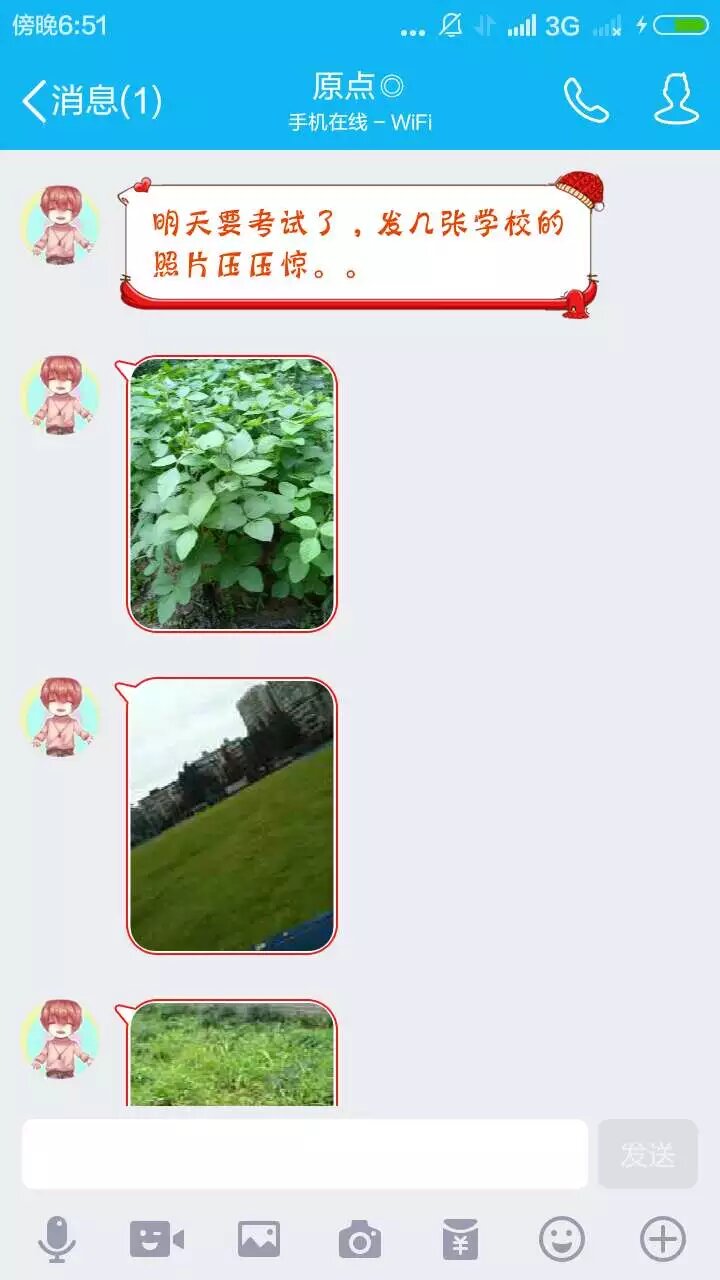 傍晚6:51
3G
消息(1)
原点◎
手机在线 – WiFi
明天要考试了，发几张学校的
照片压压惊。。
发送